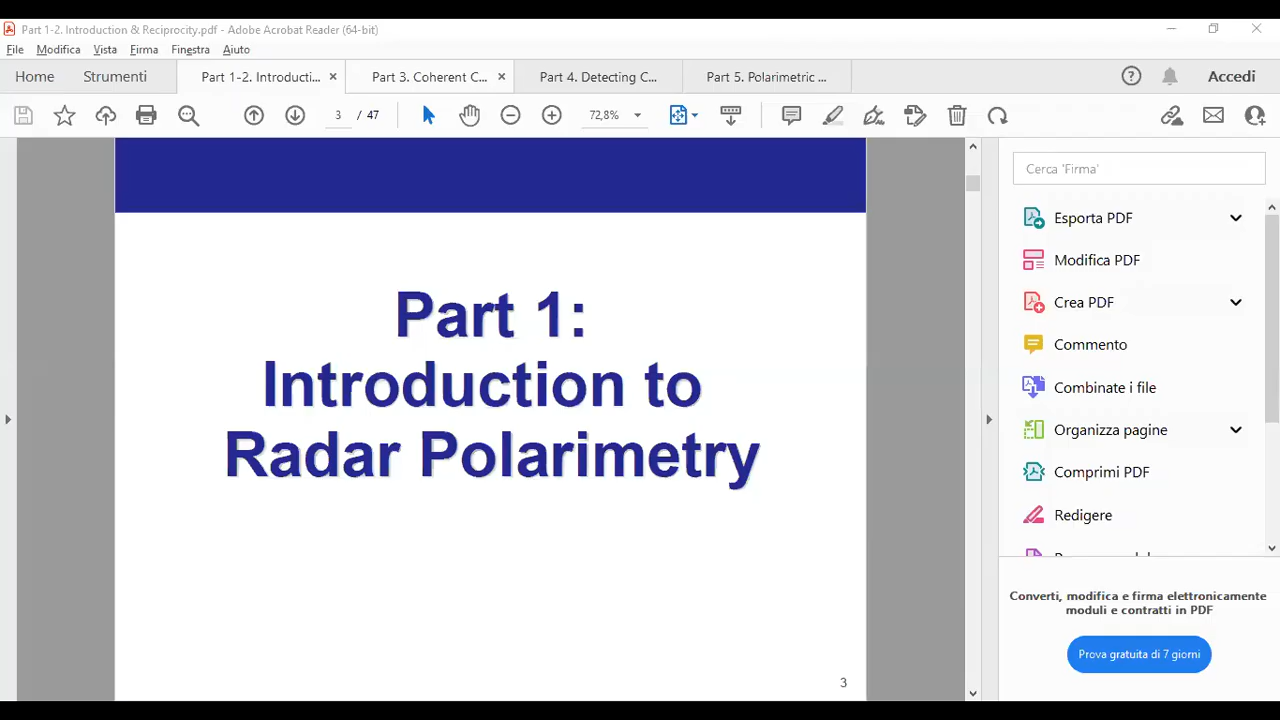 Part 1-2. Introduction & Reciprocity.pdf - Adobe Acrobat Reader (64-bit)
File Modifica Vista Firma Finestra Aiuto
Home Strumenti Part 1-2. Introducti... Part 3. Coherent C... Part 4. Detecting C... Part 5. Polarimetric ... Accedi
3 / 47 72,8%
Cerca 'Firma'
Esporta PDF
Modifica PDF
Crea PDF
Commento
Combinate i file
Organizza pagine
Comprimi PDF
Redigere
Converti, modifica e firma elettronicamente
moduli e contratti in PDF
Prova gratuita di 7 giorni
Part 1:
Introduction to
Radar Polarimetry
3